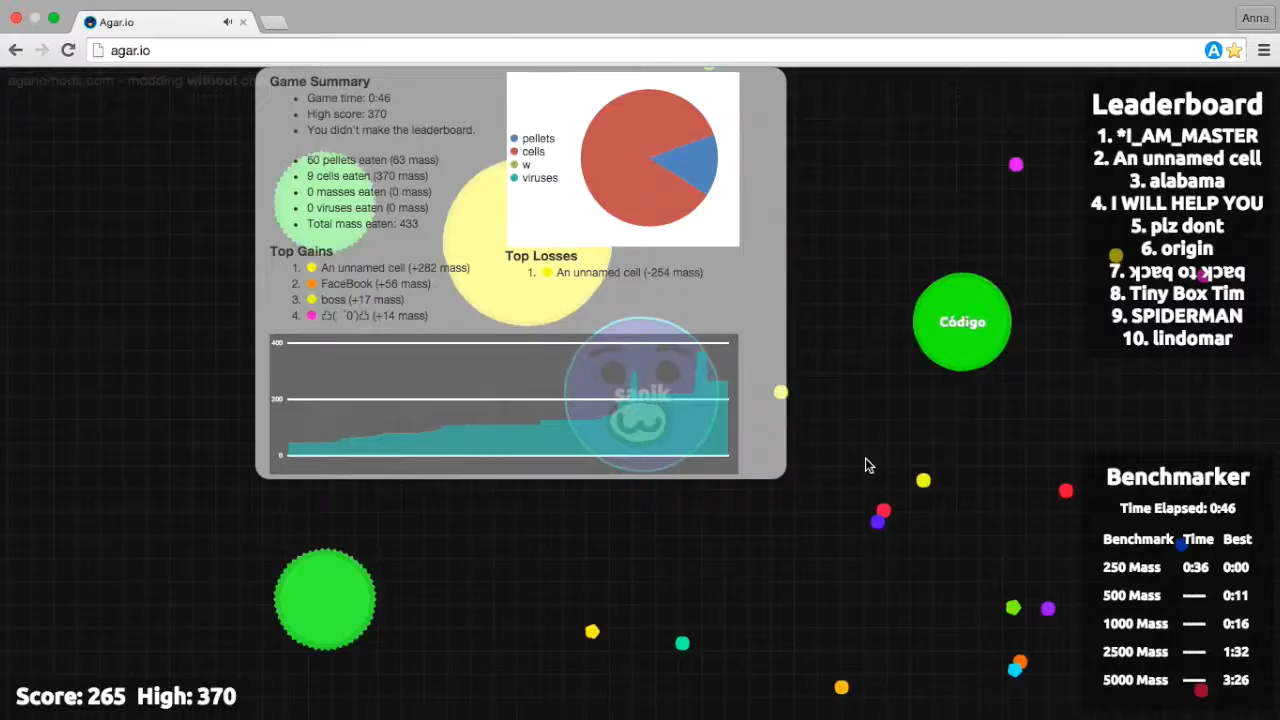 Agar.io
Anna
agar.io
agariomods.com - modding without ch
Game Summary
Game time: 0:46
High score: 370
You didn't make the leaderboard.
60 pellets eaten (63 mass)
9 cells eaten (370 mass)
0 masses eaten (0 mass)
0 viruses eaten (0 mass)
Total mass eaten: 433
pellets
cells
w
viruses
Top Gains
1. An unnamed cell (+282 mass)
2. FaceBook (+56 mass)
3. boss (+17 mass)
Top Losses
1. An unnamed cell (-254 mass)
400
200
0
sanik
Código
Leaderboard
1. *I_AM_MASTER
2. An unnamed cell
3. alabama
4. I WILL HELP YOU
5. plz dont
6. origin
8. Tiny Box Tim
9. SPIDERMAN
10. lindomar
Benchmarker
Time Elapsed: 0:46
Benchmark Time Best
250 Mass 0:36 0:00
500 Mass — 0:11
1000 Mass — 0:16
2500 Mass — 1:32
5000 Mass — 3:26
Score: 265 High: 370